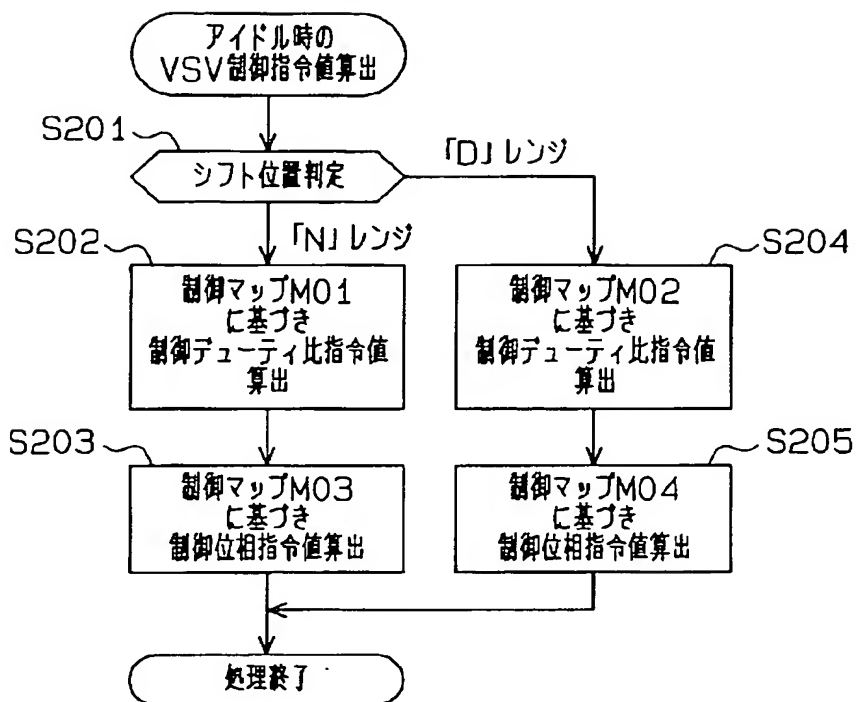 アイドル時の
VSV制御指令値算出
S201
シフト位置判定
「D」レンジ
「N」レンジ
S202
制御マップM01
に基づき
制御デューティ比指令値
算出
S204
制御マップM02
に基づき
制御デューティ比指令値
算出
S203
制御マップM03
に基づき
制御位相指令値算出
S205
制御マップM04
に基づき
制御位相指令値算出
処理終了